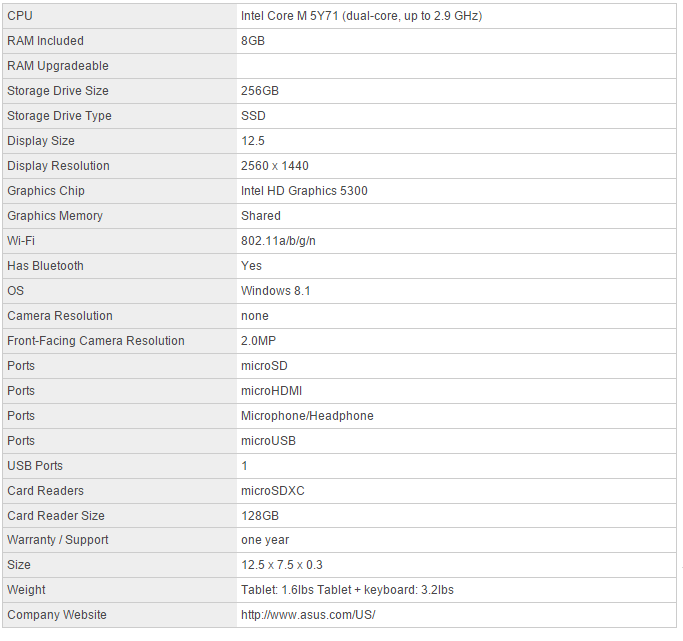 CPU Intel Core M 5Y71 (dual-core, up to 2.9 GHz)
RAM Included 8GB
RAM Upgradeable
Storage Drive Size 256GB
Storage Drive Type SSD
Display Size 12.5
Display Resolution 2560 x 1440
Graphics Chip Intel HD Graphics 5300
Graphics Memory Shared
Wi-Fi 802.11a/b/g/n
Has Bluetooth Yes
OS Windows 8.1
Camera Resolution none
Front-Facing Camera Resolution 2.0MP
Ports microSD
Ports microHDMI
Ports Microphone/Headphone
Ports microUSB
USB Ports 1
Card Readers microSDXC
Card Reader Size 128GB
Warranty / Support one year
Size 12.5 x 7.5 x 0.3
Weight Tablet: 1.6lbs Tablet + keyboard: 3.2lbs
Company Website http://www.asus.com/US/